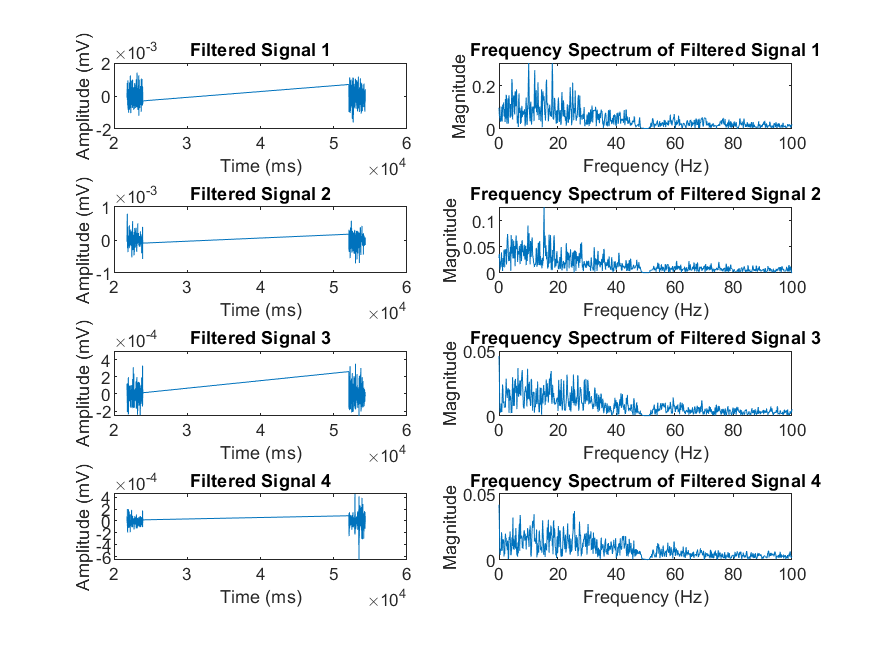 Filtered Signal 1
×10⁻³
Amplitude (mV)
2
0
-2
2 3 4 5 6
Time (ms)
×10⁴
Frequency Spectrum of Filtered Signal 1
Magnitude
0.2
0
0 20 40 60 80 100
Frequency (Hz)
Filtered Signal 2
×10⁻³
Amplitude (mV)
1
0
-1
2 3 4 5 6
Time (ms)
×10⁴
Frequency Spectrum of Filtered Signal 2
Magnitude
0.1
0.05
0
0 20 40 60 80 100
Frequency (Hz)
Filtered Signal 3
×10⁻⁴
Amplitude (mV)
4
2
0
-2
2 3 4 5 6
Time (ms)
×10⁴
Frequency Spectrum of Filtered Signal 3
Magnitude
0.05
0
0 20 40 60 80 100
Frequency (Hz)
Filtered Signal 4
×10⁻⁴
Amplitude (mV)
4
2
0
-2
-4
-6
2 3 4 5 6
Time (ms)
×10⁴
Frequency Spectrum of Filtered Signal 4
Magnitude
0.05
0
0 20 40 60 80 100
Frequency (Hz)